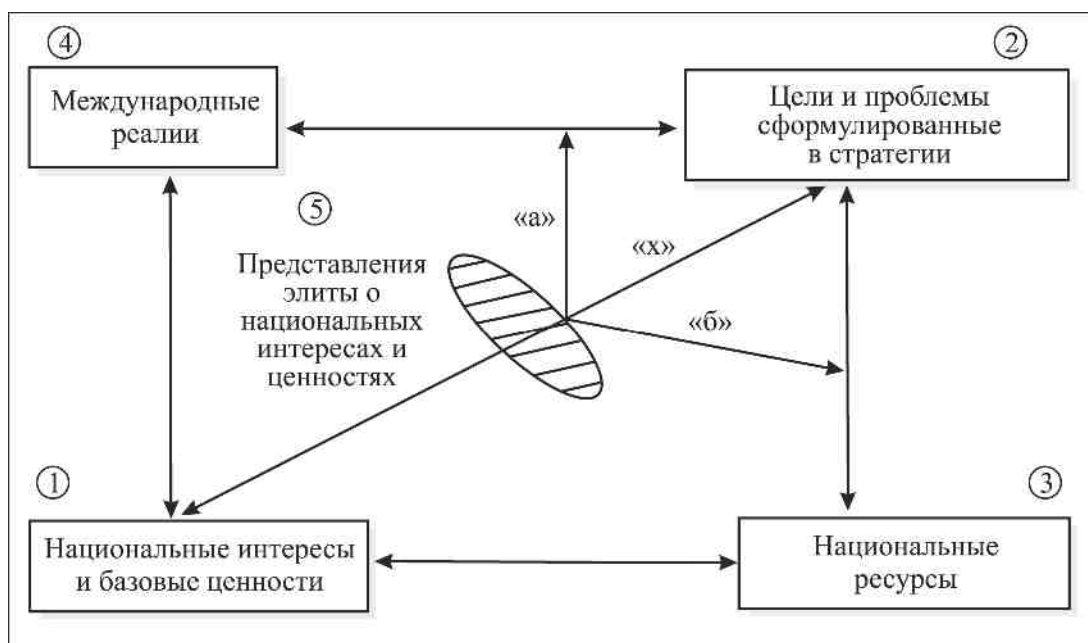 ④
②
Международные
реалии
Цели и проблемы
сформулированные
в стратегии
⑤
«а»
«х»
Представления
элиты о
национальных
интересах и
ценностях
«б»
①
③
Национальные интересы
и базовые ценности
Национальные
ресурсы